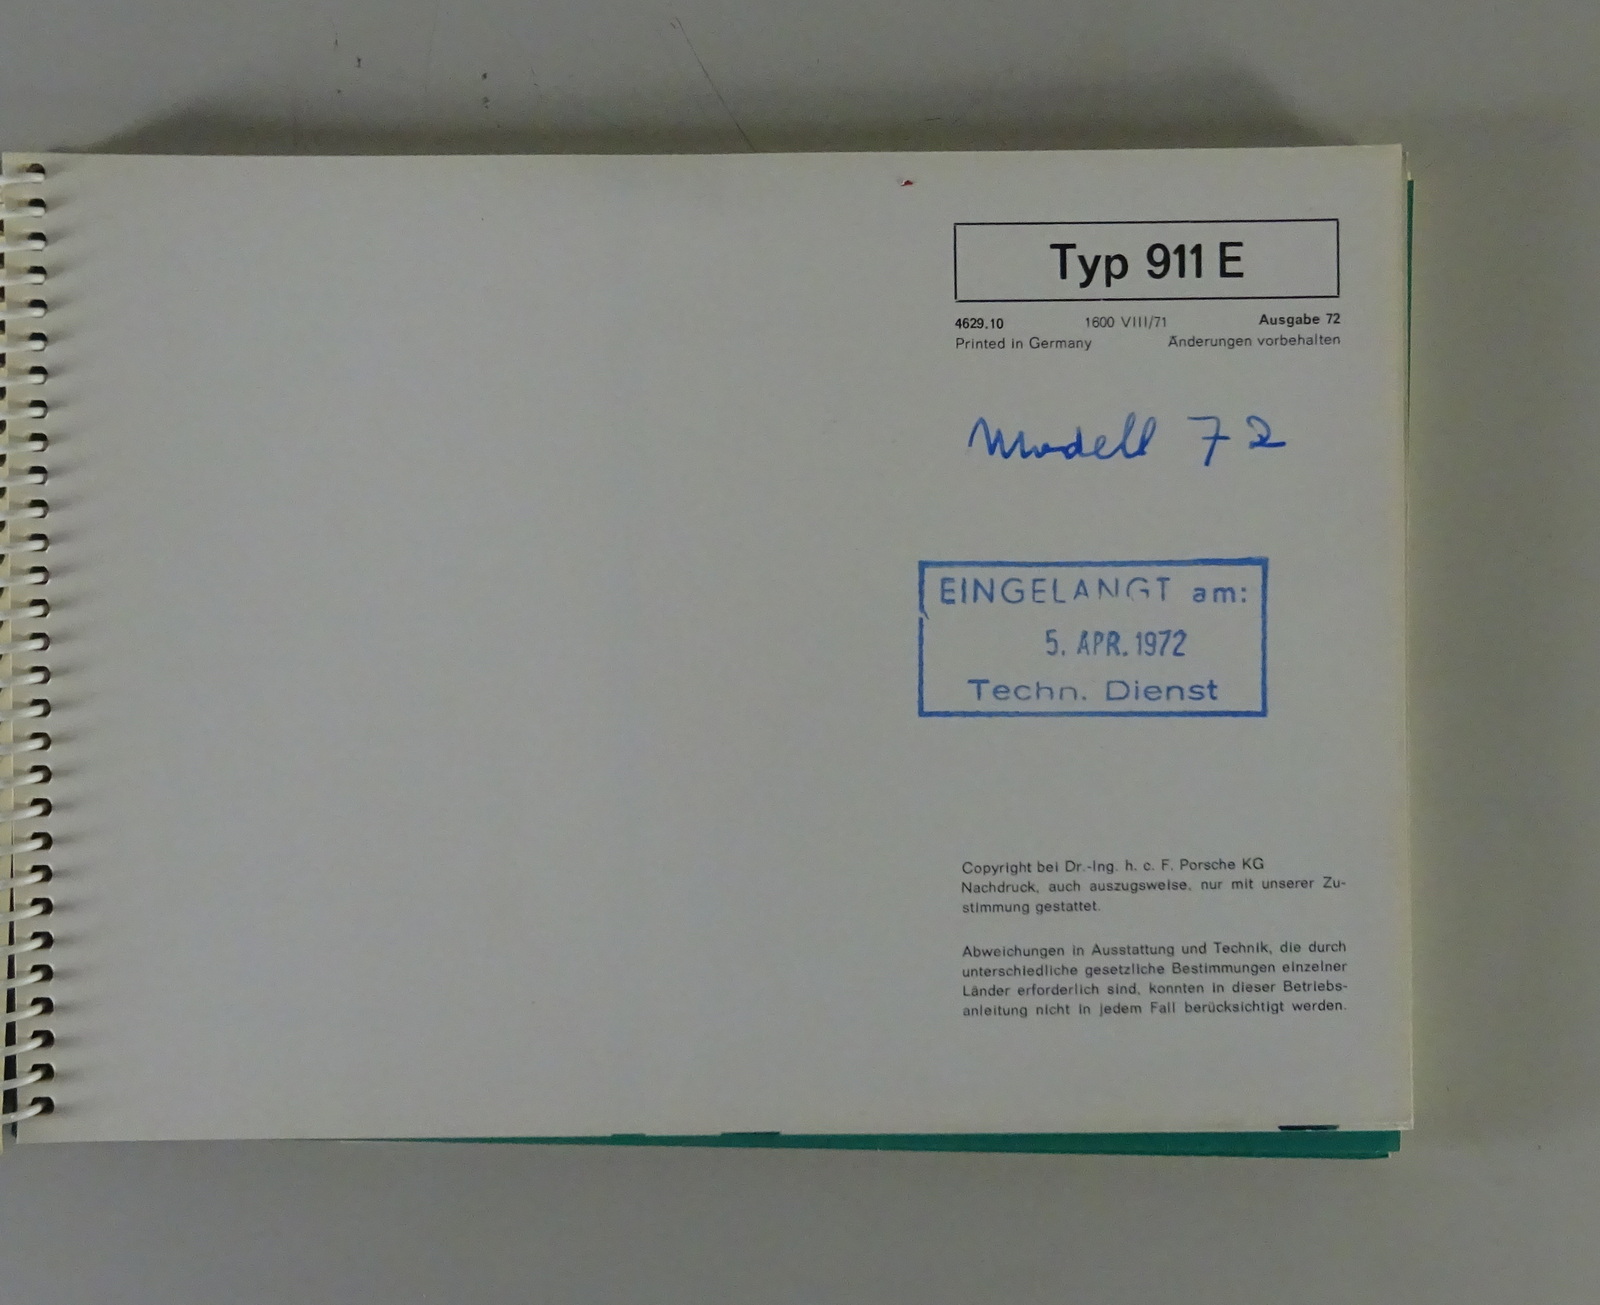 Typ 911 E
4629.10 1600 VIII/71 Ausgabe 72
Printed in Germany Änderungen vorbehalten
Modell 72
EINGELANGT am:
5. APR. 1972
Techn. Dienst
Copyright bei Dr.-Ing. h. c. F. Porsche KG
Nachdruck, auch auszugsweise, nur mit unserer Zu-
stimmung gestattet.
Abweichungen in Ausstattung und Technik, die durch
unterschiedliche gesetzliche Bestimmungen einzelner
Länder erforderlich sind, konnten in dieser Betriebs-
anleitung nicht in jedem Fall berücksichtigt werden.